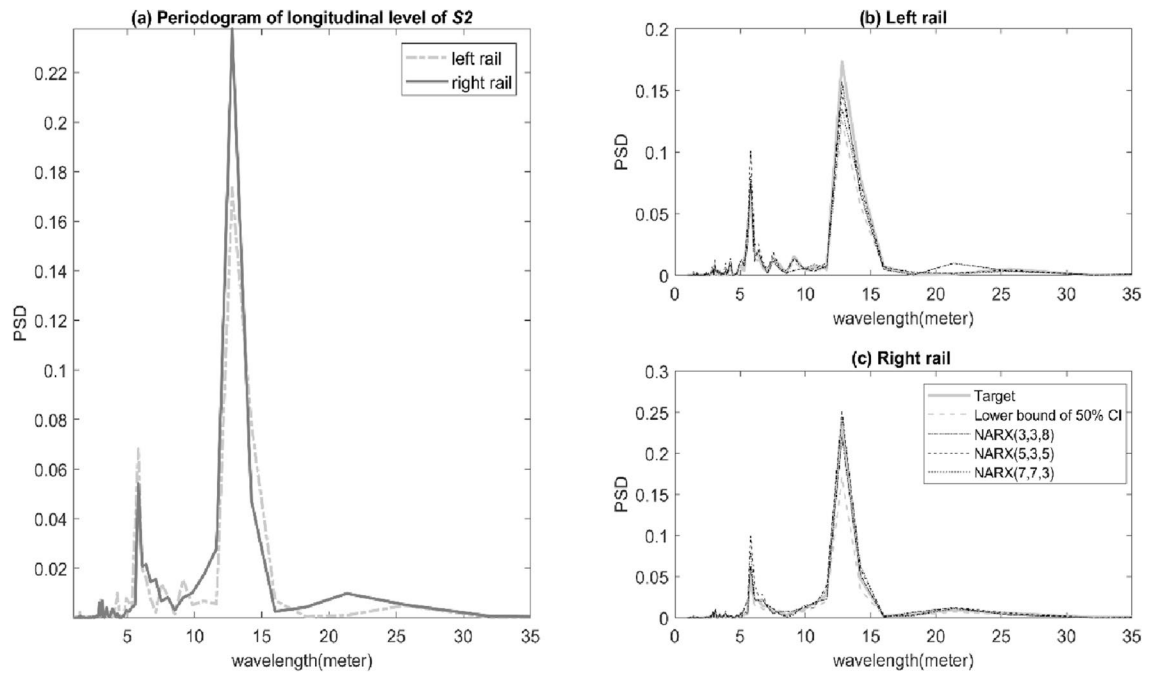 (a) Periodogram of longitudinal level of S2
left rail
right rail
0.22
0.2
0.18
0.16
0.14
0.12
0.1
0.08
0.06
0.04
0.02
PSD
5 10 15 20 25 30 35
wavelength(meter)
(b) Left rail
0.2
0.15
0.1
0.05
0
PSD
0 5 10 15 20 25 30 35
wavelength(meter)
(c) Right rail
Target
Lower bound of 50% CI
NARX(3,3,8)
NARX(5,3,5)
NARX(7,7,3)
0.3
0.25
0.2
0.15
0.1
0.05
0
PSD
0 5 10 15 20 25 30 35
wavelength(meter)